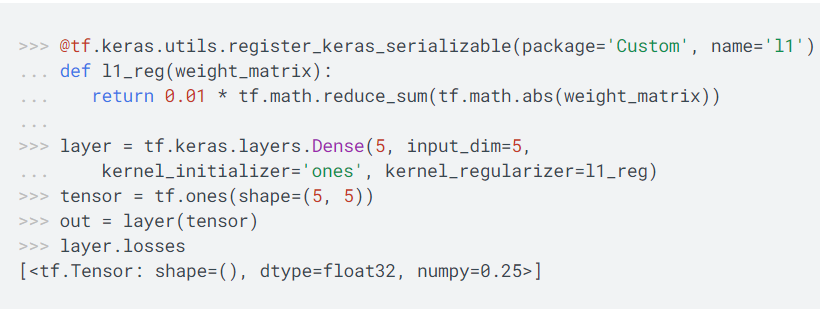 >>> @tf.keras.utils.register_keras_serializable(package='Custom', name='l1')
... def l1_reg(weight_matrix):
...    return 0.01 * tf.math.reduce_sum(tf.math.abs(weight_matrix))
...
>>> layer = tf.keras.layers.Dense(5, input_dim=5,
...     kernel_initializer='ones', kernel_regularizer=l1_reg)
>>> tensor = tf.ones(shape=(5, 5))
>>> out = layer(tensor)
>>> layer.losses
[<tf.Tensor: shape=(), dtype=float32, numpy=0.25>]